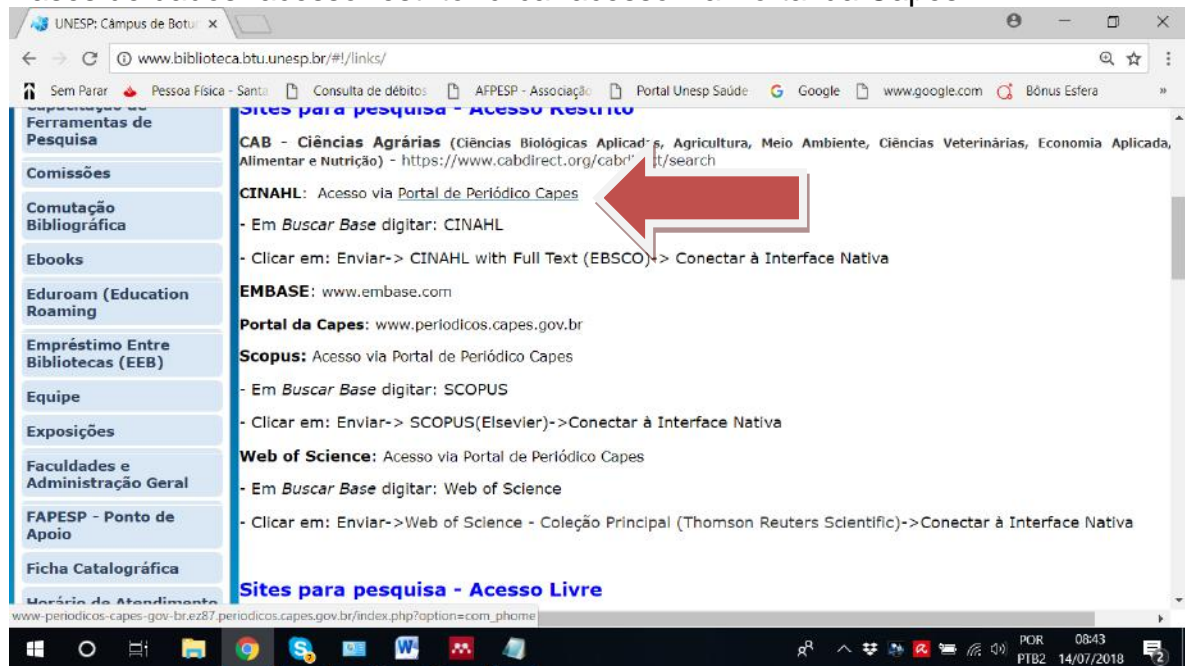 UNESP: Câmpus de Botu
www.biblioteca.btu.unesp.br/#!/links/
Sem Parar
Pessoa Física - Santa
Consulta de débitos
AFPESP - Associação
Portal Unesp Saúde
Google
www.google.com
Bônus Esfera
»
Ferramentas de
Pesquisa
Comissões
Comutação
Bibliográfica
Ebooks
Eduroam (Education
Roaming
Empréstimo Entre
Bibliotecas (EEB)
Equipe
Exposições
Faculdades e
Administração Geral
FAPESP - Ponto de
Apoio
Ficha Catalográfica
Horário de Atendimento
Sites para pesquisa - Acesso Restrito
CAB - Ciências Agrárias (Ciências Biológicas Aplicadas, Agricultura, Meio Ambiente, Ciências Veterinárias, Economia Aplicada,
Alimentar e Nutrição) - https://www.cabdirect.org/cabdirect/search
CINAHL: Acesso via Portal de Periódico Capes
- Em Buscar Base digitar: CINAHL
- Clicar em: Enviar-> CINAHL with Full Text (EBSCO)-> Conectar à Interface Nativa
EMBASE: www.embase.com
Portal da Capes: www.periodicos.capes.gov.br
Scopus: Acesso via Portal de Periódico Capes
- Em Buscar Base digitar: SCOPUS
- Clicar em: Enviar-> SCOPUS(Elsevier)->Conectar à Interface Nativa
Web of Science: Acesso via Portal de Periódico Capes
- Em Buscar Base digitar: Web of Science
- Clicar em: Enviar->Web of Science - Coleção Principal (Thomson Reuters Scientific)->Conectar à Interface Nativa
Sites para pesquisa - Acesso Livre
www-periodicos-capes-gov-br.ez87.periodicos.capes.gov.br/index.php?option=com_phome
POR
PTB2
08:43
14/07/2018